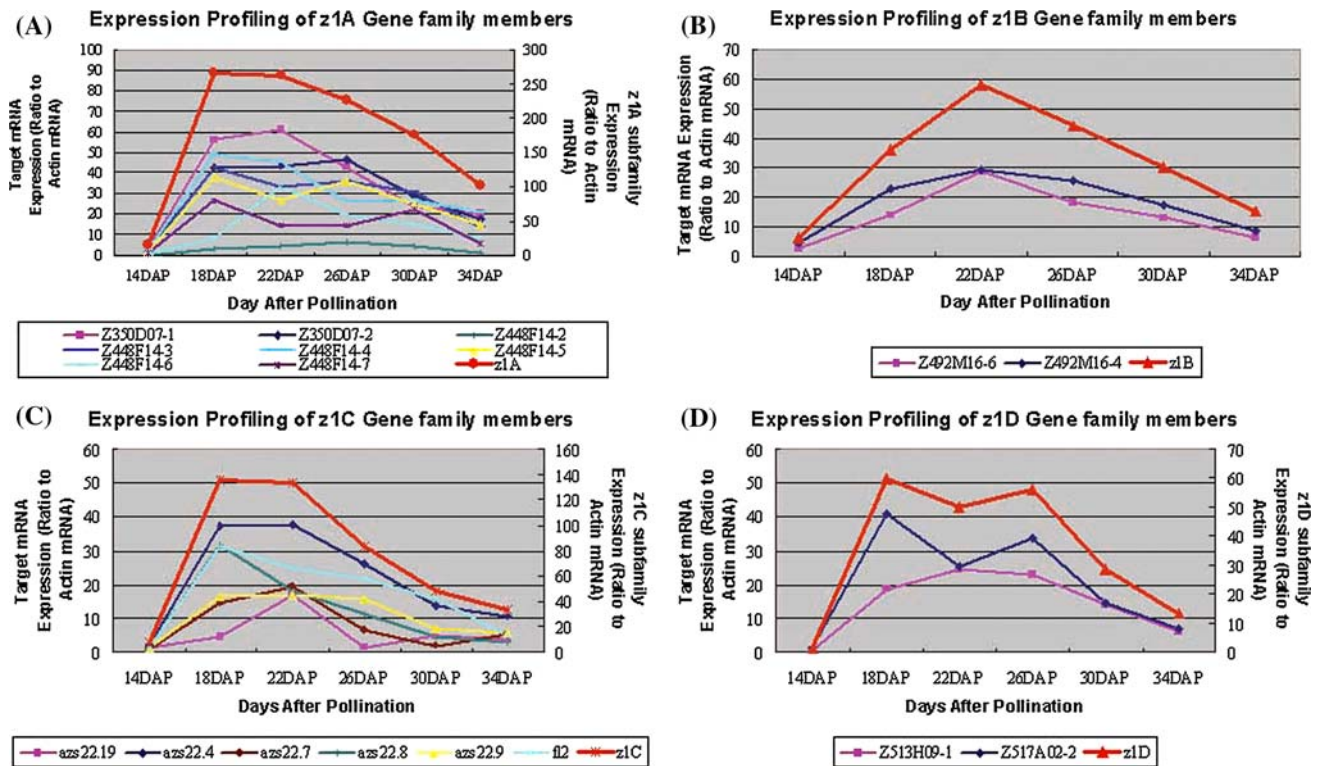 (A) Expression Profiling of z1A Gene family members
Target mRNA Expression (Ratio to Actin mRNA)
100
90
80
70
60
50
40
30
20
10
0
300
250
200
150
100
50
0
z1A subfamily Expression (Ratio to Actin mRNA)
14DAP 18DAP 22DAP 26DAP 30DAP 34DAP
Day After Pollination
Z350D07-1 Z350D07-2 Z448F14-2
Z448F14-3 Z448F14-4 Z448F14-5
Z448F14-6 Z448F14-7 z1A
(B) Expression Profiling of z1B Gene family members
Target mRNA Expression (Ratio to Actin mRNA)
70
60
50
40
30
20
10
0
14DAP 18DAP 22DAP 26DAP 30DAP 34DAP
Day After Pollination
Z492M16-6 Z492M16-4 z1B
(C) Expression Profiling of z1C Gene family members
Target mRNA Expression (Ratio to Actin mRNA)
60
50
40
30
20
10
0
160
140
120
100
80
60
40
20
0
z1C subfamily Expression (Ratio to Actin mRNA)
14DAP 18DAP 22DAP 26DAP 30DAP 34DAP
Days After Pollination
azs22.19 azs22.4 azs22.7 azs22.8 azs22.9 fl2 z1C
(D) Expression Profiling of z1D Gene family members
Target mRNA Expression (Ratio to Actin mRNA)
60
50
40
30
20
10
0
70
60
50
40
30
20
10
0
z1D subfamily Expression (Ratio to Actin mRNA)
14DAP 18DAP 22DAP 26DAP 30DAP 34DAP
Days After Pollination
Z513H09-1 Z517A02-2 z1D